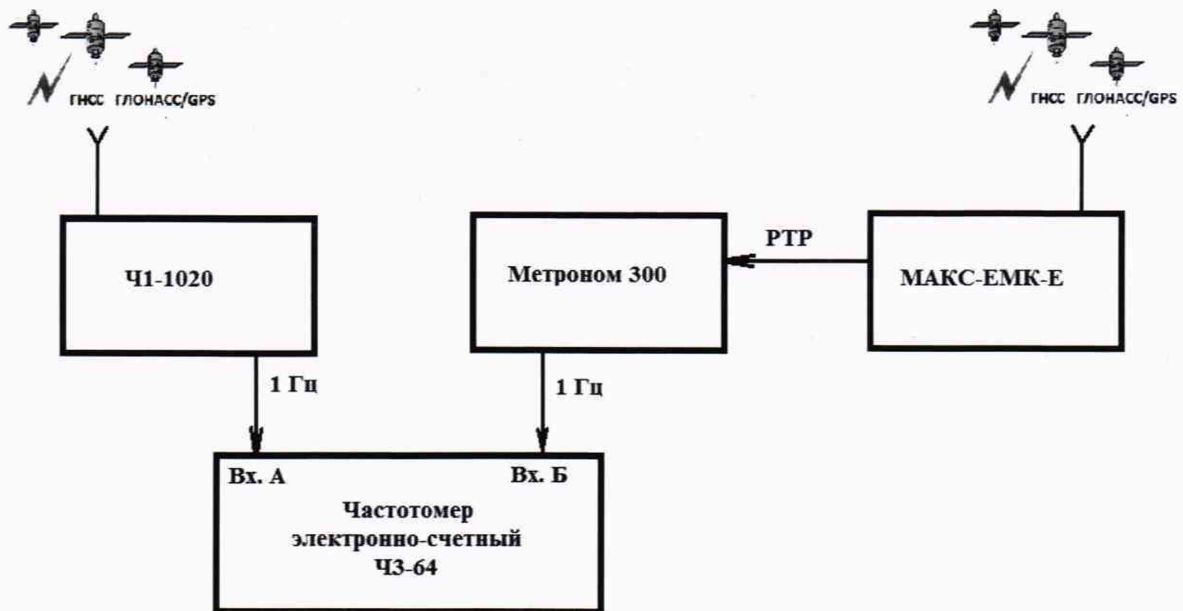 ГНСС ГЛОНАСС/GPS
ГНСС ГЛОНАСС/GPS
Ч1-1020
Метроном 300
PTP
МАКС-ЕМК-Е
1 Гц
1 Гц
Вх. А
Вх. Б
Частотомер
электронно-счетный
Ч3-64